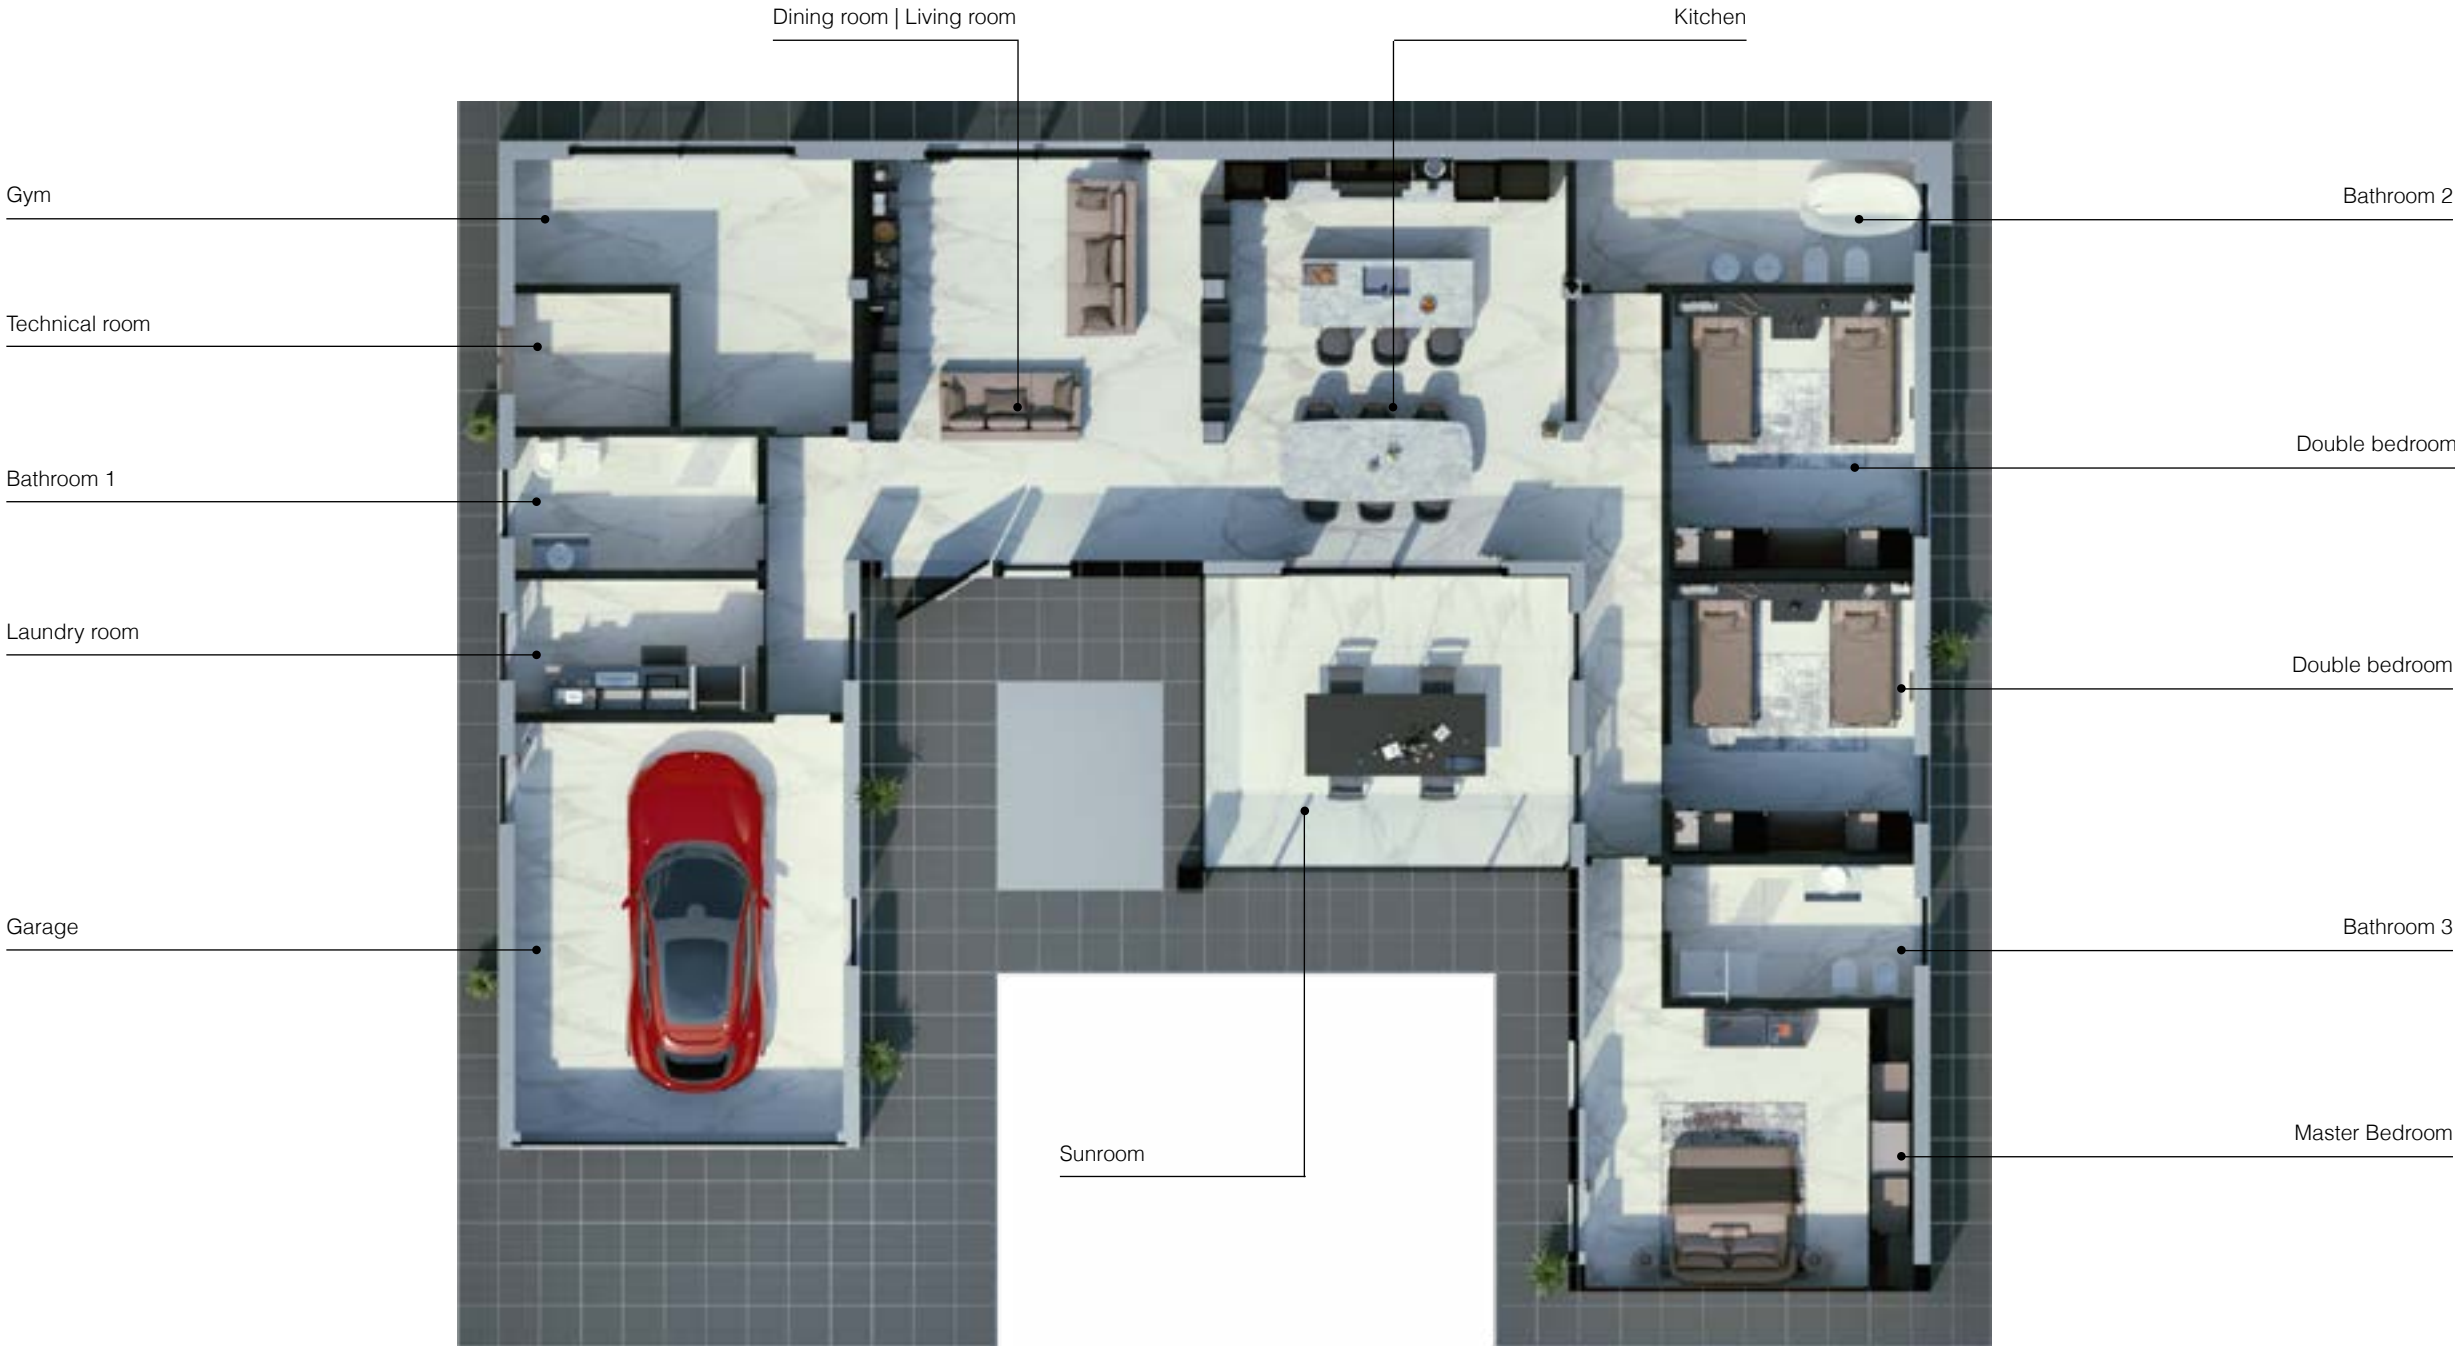 Dining room | Living room
Kitchen
Gym
Bathroom 2
Technical room
Double bedroom
Bathroom 1
Laundry room
Double bedroom
Garage
Bathroom 3
Master Bedroom
Sunroom